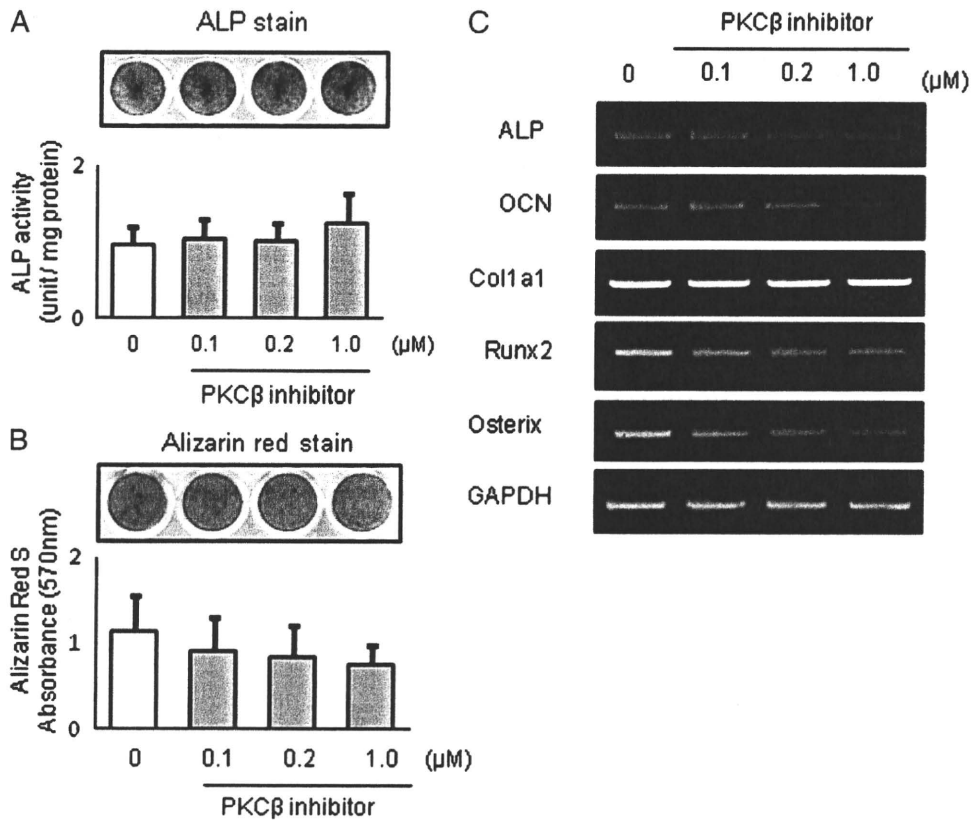 A
ALP stain
2
1
0
ALP activity
(unit/ mg protein)
0 0.1 0.2 1.0 (μM)
PKCβ inhibitor
B
Alizarin red stain
2
1
0
Alizarin Red S
Absorbance (570nm)
0 0.1 0.2 1.0 (μM)
PKCβ inhibitor
C
PKCβ inhibitor
0 0.1 0.2 1.0 (μM)
ALP
OCN
Col1a1
Runx2
Osterix
GAPDH